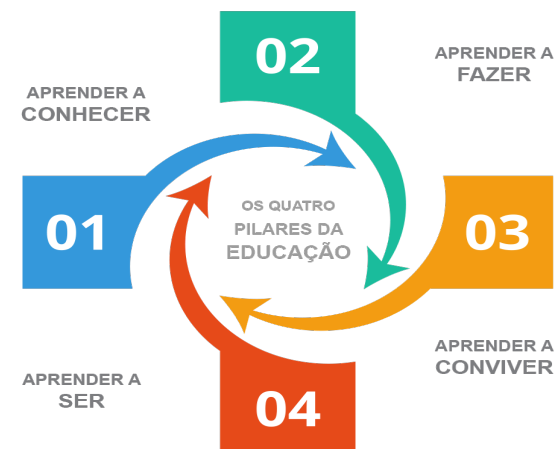 01
APRENDER A
CONHECER
02
APRENDER A
FAZER
03
APRENDER A
CONVIVER
04
APRENDER A
SER
OS QUATRO
PILARES DA
EDUCAÇÃO